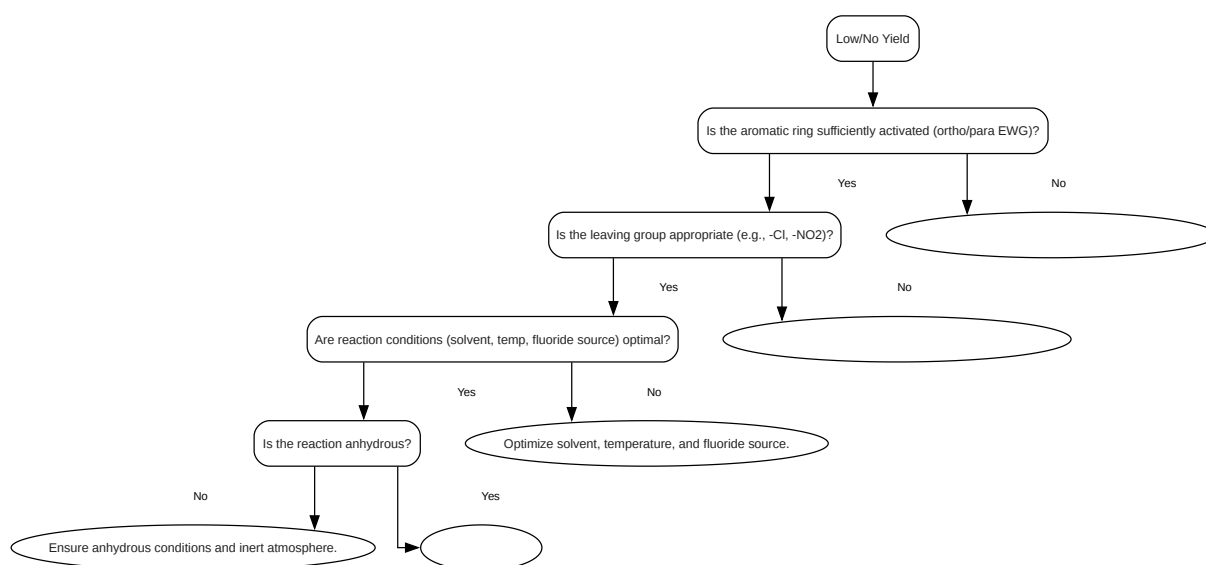 Low/No Yield
Is the aromatic ring sufficiently activated (ortho/para EWG)?
Yes
No
Is the leaving group appropriate (e.g., -Cl, -NO2)?
Yes
No
Are reaction conditions (solvent, temp, fluoride source) optimal?
Yes
No
Is the reaction anhydrous?
Optimize solvent, temperature, and fluoride source.
No
Yes
Ensure anhydrous conditions and inert atmosphere.